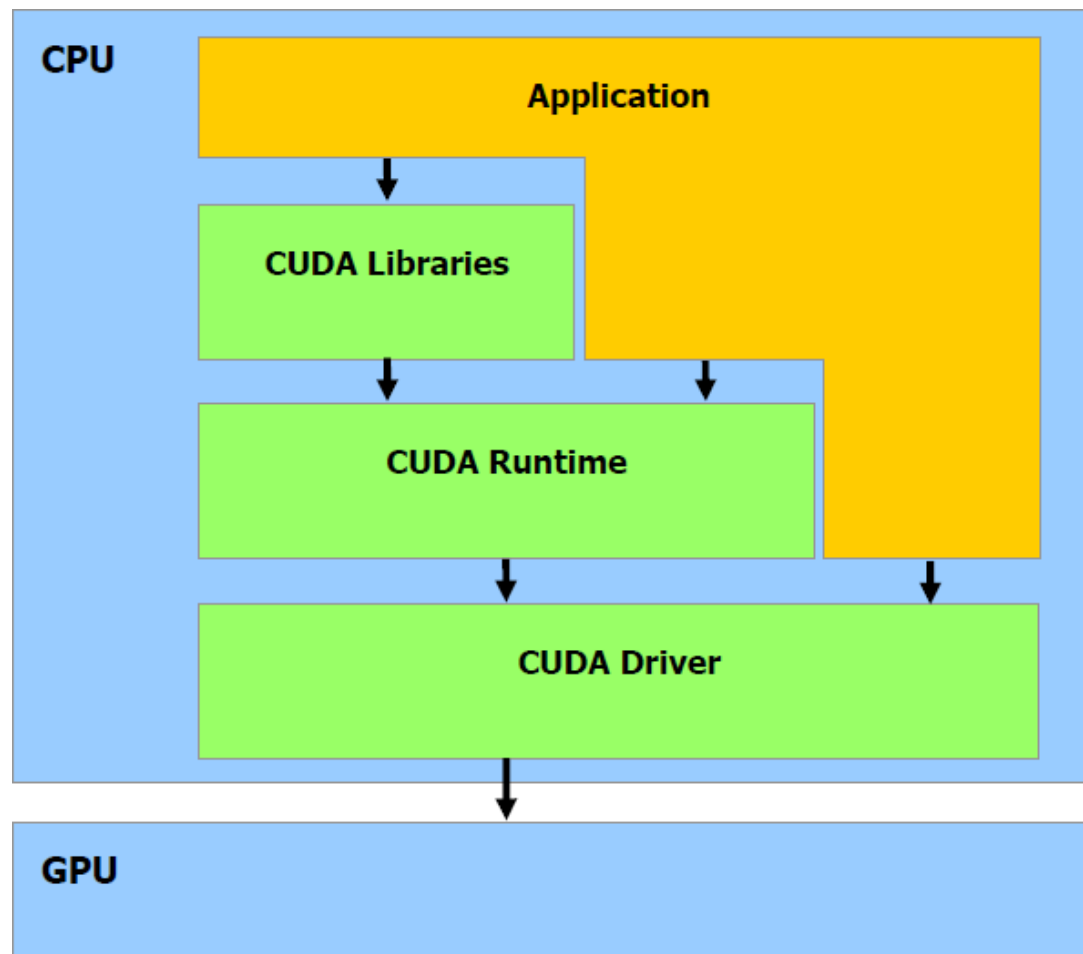 CPU
Application
CUDA Libraries
CUDA Runtime
CUDA Driver
GPU